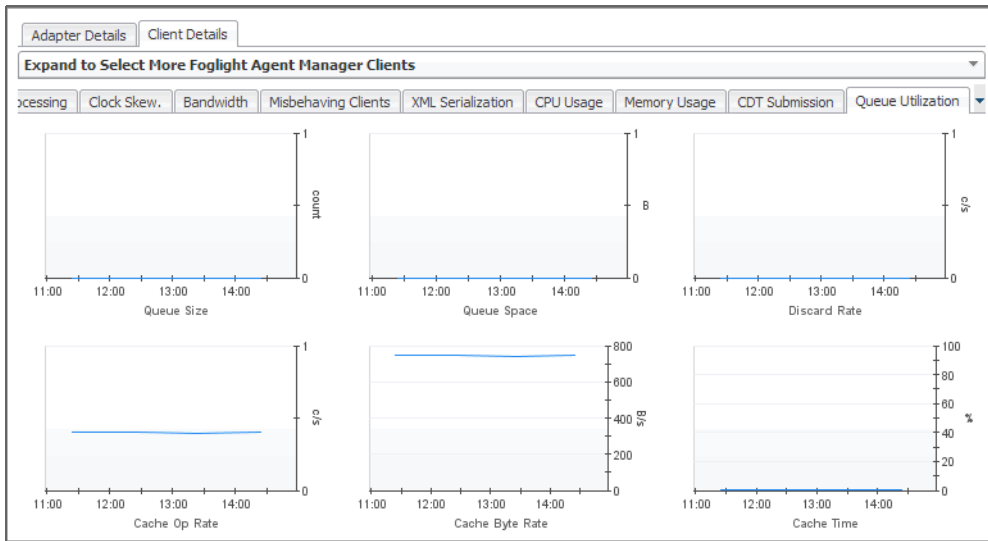 Adapter Details Client Details
Expand to Select More Foglight Agent Manager Clients
ocessing Clock Skew. Bandwidth Misbehaving Clients XML Serialization CPU Usage Memory Usage CDT Submission Queue Utilization
1 1 1
count B c/s
0 0 0
11:00 12:00 13:00 14:00 11:00 12:00 13:00 14:00 11:00 12:00 13:00 14:00
Queue Size Queue Space Discard Rate
1 800 100
600 80
c/s 400 B/s 60 %
40
200 20
0 0 0
11:00 12:00 13:00 14:00 11:00 12:00 13:00 14:00 11:00 12:00 13:00 14:00
Cache Op Rate Cache Byte Rate Cache Time